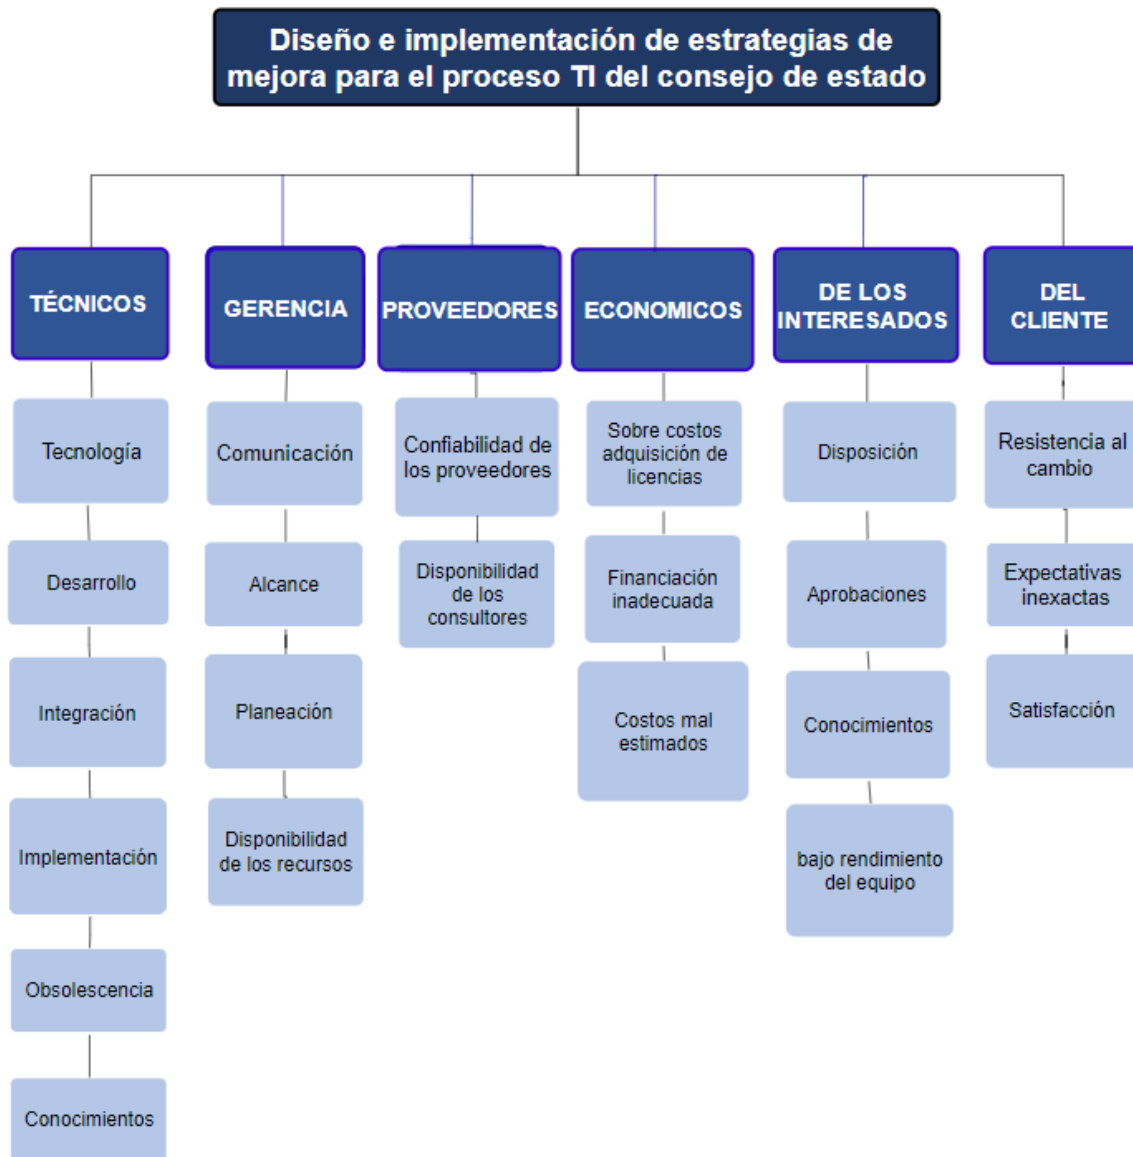 Diseño e implementación de estrategias de
mejora para el proceso TI del consejo de estado
TÉCNICOS
Tecnología
Desarrollo
Integración
Implementación
Obsolescencia
Conocimientos
GERENCIA
Comunicación
Alcance
Planeación
Disponibilidad
de los recursos
PROVEEDORES
Confiabilidad de
los proveedores
Disponibilidad
de los
consultores
ECONOMICOS
Sobre costos
adquisición de
licencias
Financiación
inadecuada
Costos mal
estimados
DE LOS
INTERESADOS
Disposición
Aprobaciones
Conocimientos
bajo rendimiento
del equipo
DEL
CLIENTE
Resistencia al
cambio
Expectativas
inexactas
Satisfacción